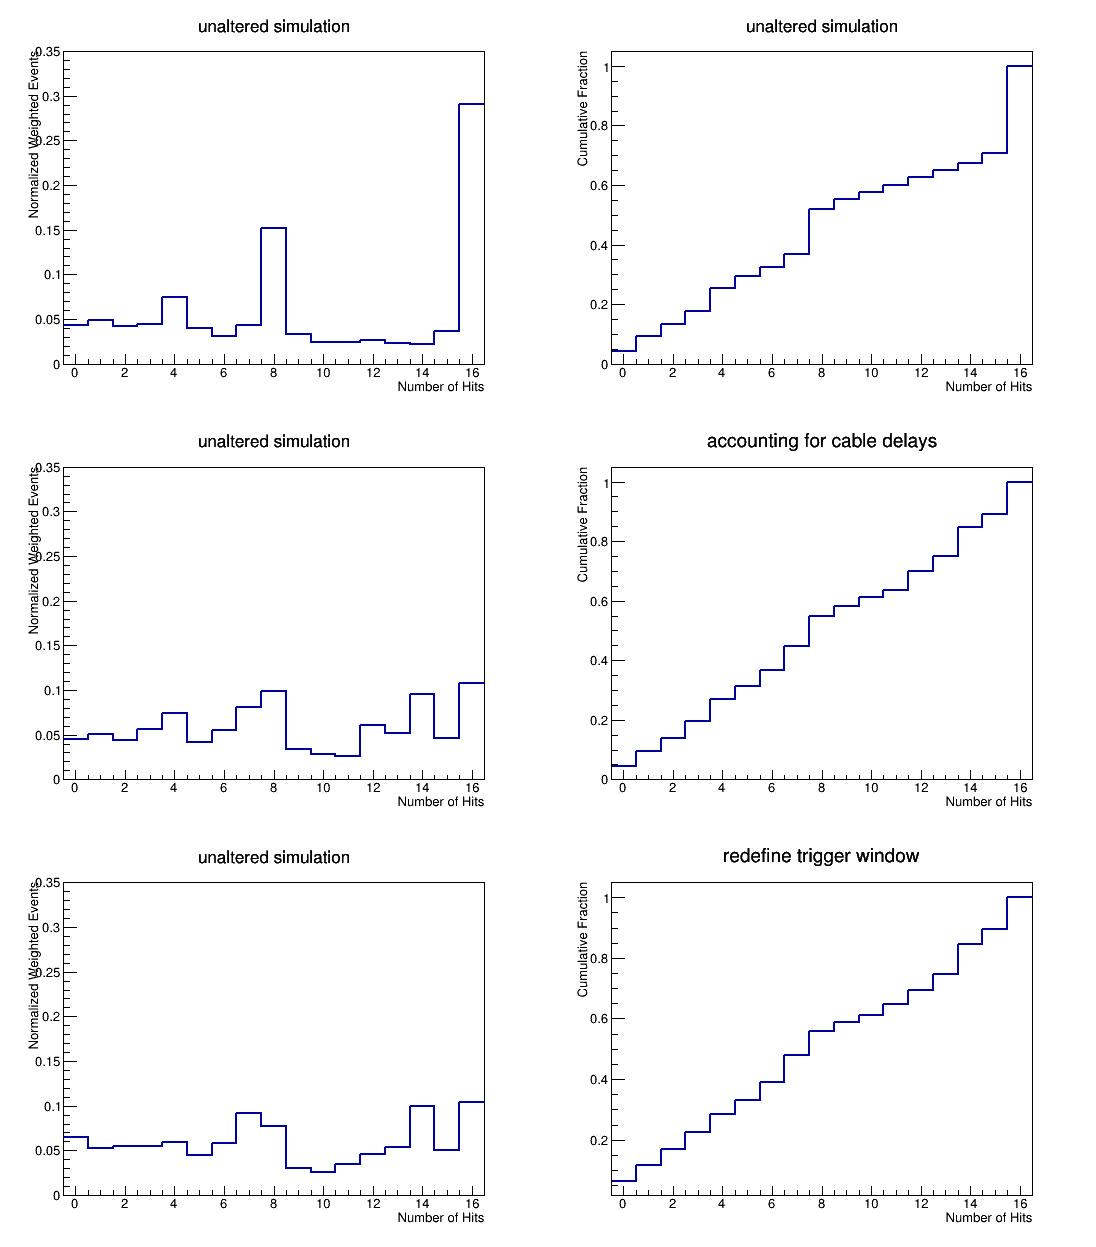 unaltered simulation
Normalized Weighted Events
0.35
0.3
0.25
0.2
0.15
0.1
0.05
0
0 2 4 6 8 10 12 14 16
Number of Hits
unaltered simulation
Cumulative Fraction
1
0.8
0.6
0.4
0.2
0
0 2 4 6 8 10 12 14 16
Number of Hits
unaltered simulation
Normalized Weighted Events
0.35
0.3
0.25
0.2
0.15
0.1
0.05
0
0 2 4 6 8 10 12 14 16
Number of Hits
accounting for cable delays
Cumulative Fraction
1
0.8
0.6
0.4
0.2
0
0 2 4 6 8 10 12 14 16
Number of Hits
unaltered simulation
Normalized Weighted Events
0.35
0.3
0.25
0.2
0.15
0.1
0.05
0
0 2 4 6 8 10 12 14 16
Number of Hits
redefine trigger window
Cumulative Fraction
1
0.8
0.6
0.4
0.2
0 2 4 6 8 10 12 14 16
Number of Hits